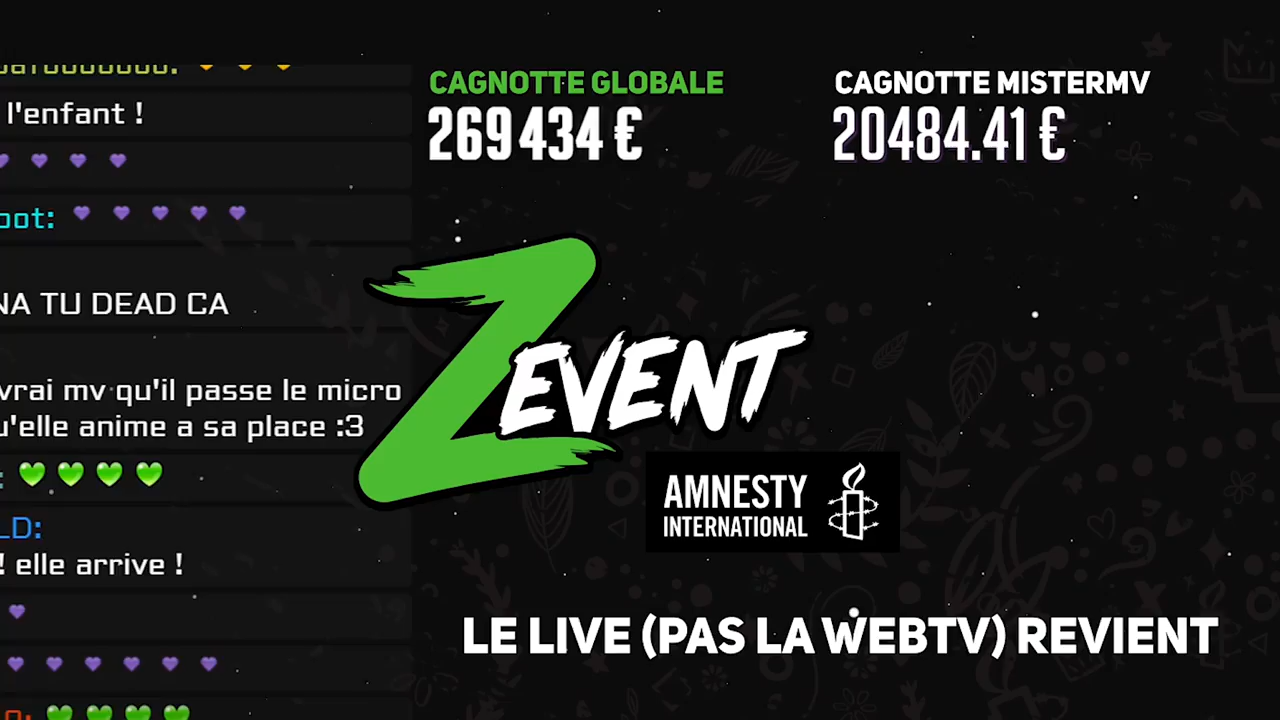 l'enfant !
oot:
NA TU DEAD CA
vrai mv qu'il passe le micro
u'elle anime a sa place :3
LD:
! elle arrive !
CAGNOTTE GLOBALE
269 434 €
CAGNOTTE MISTERMV
20484.41 €
ZEVENT
AMNESTY
INTERNATIONAL
LE LIVE (PAS LA WEBTV) REVIENT